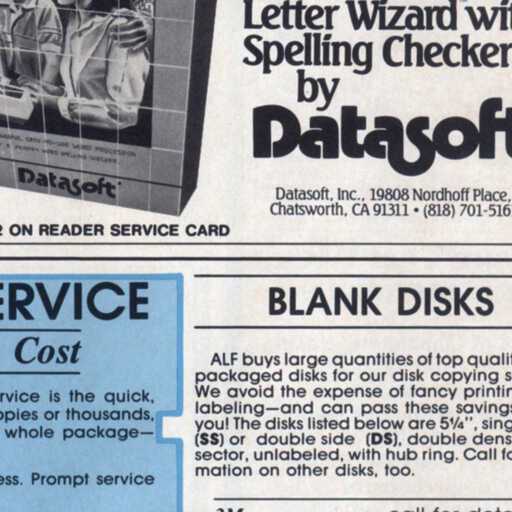 Letter Wizard wit
Spelling Checker
by
Datasoft
Datasoft
Datasoft, Inc., 19808 Nordhoff Place,
Chatsworth, CA 91311 • (818) 701-516
ON READER SERVICE CARD
ERVICE
Cost
rvice is the quick,
opies or thousands,
whole package—
ess. Prompt service
BLANK DISKS
ALF buys large quantities of top qualit
packaged disks for our disk copying s
We avoid the expense of fancy printin
labeling—and can pass these savings
you! The disks listed below are 5¼", sing
(SS) or double side (DS), double dens
sector, unlabeled, with hub ring. Call fo
mation on other disks, too.